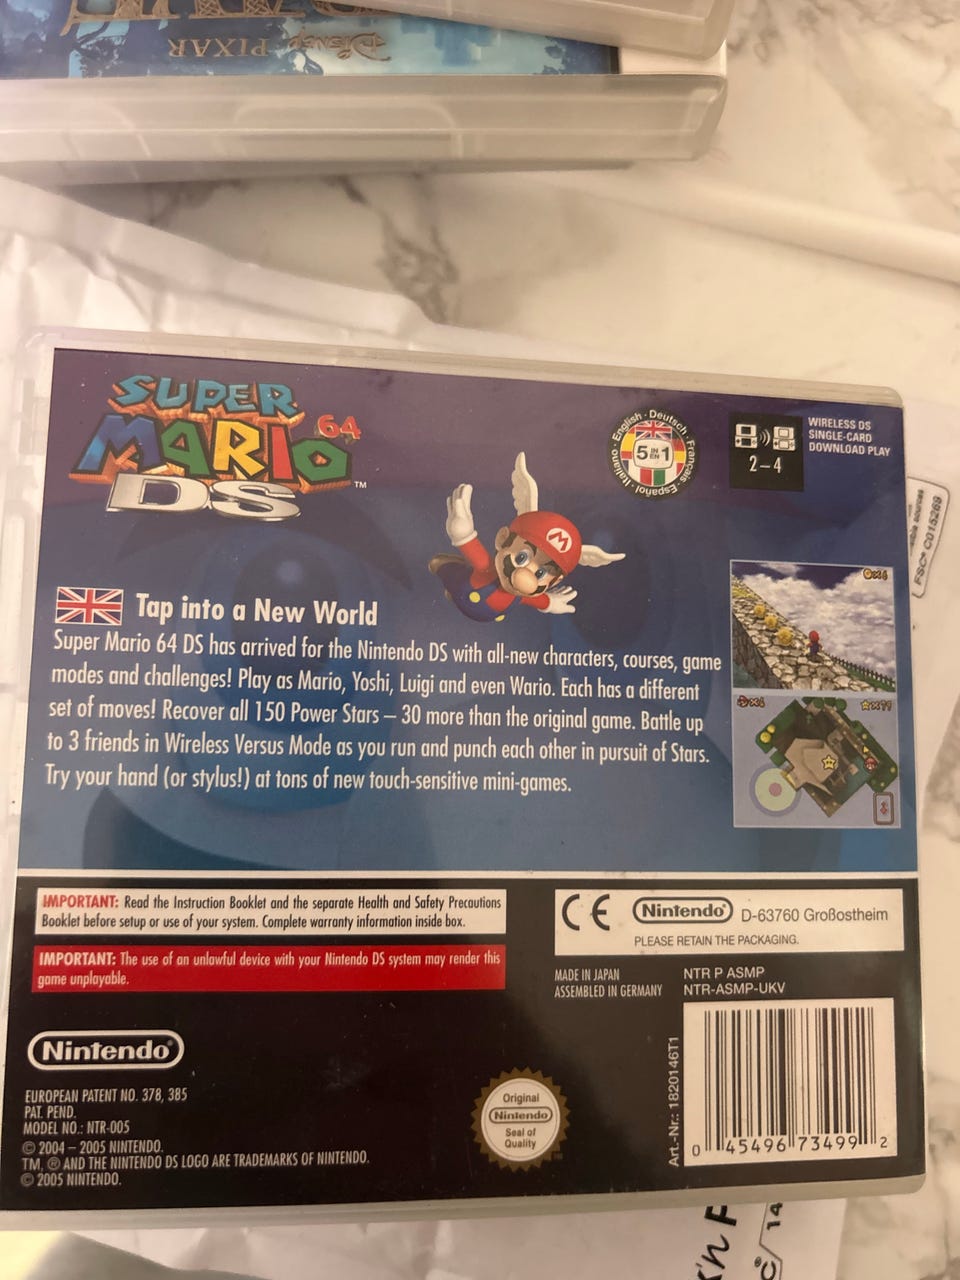 DISNEY PIXAR
SUPER
MARIO 64
DS ™
English · Deutsch · Français · Español · Italiano
5 IN EN 1
2–4
WIRELESS DS
SINGLE-CARD
DOWNLOAD PLAY
Tap into a New World
Super Mario 64 DS has arrived for the Nintendo DS with all-new characters, courses, game
modes and challenges! Play as Mario, Yoshi, Luigi and even Wario. Each has a different
set of moves! Recover all 150 Power Stars – 30 more than the original game. Battle up
to 3 friends in Wireless Versus Mode as you run and punch each other in pursuit of Stars.
Try your hand (or stylus!) at tons of new touch-sensitive mini-games.
IMPORTANT: Read the Instruction Booklet and the separate Health and Safety Precautions
Booklet before setup or use of your system. Complete warranty information inside box.
IMPORTANT: The use of an unlawful device with your Nintendo DS system may render this
game unplayable.
CE Nintendo® D-63760 Großostheim
PLEASE RETAIN THE PACKAGING.
MADE IN JAPAN
ASSEMBLED IN GERMANY
NTR P ASMP
NTR-ASMP-UKV
Nintendo®
EUROPEAN PATENT NO. 378, 385
PAT. PEND.
MODEL NO.: NTR-005
© 2004 – 2005 NINTENDO.
TM, ® AND THE NINTENDO DS LOGO ARE TRADEMARKS OF NINTENDO.
© 2005 NINTENDO.
Original
Nintendo
Seal of
Quality
Art.-Nr.: 1820146T1
0 45496 73499 2
FSC® C015269